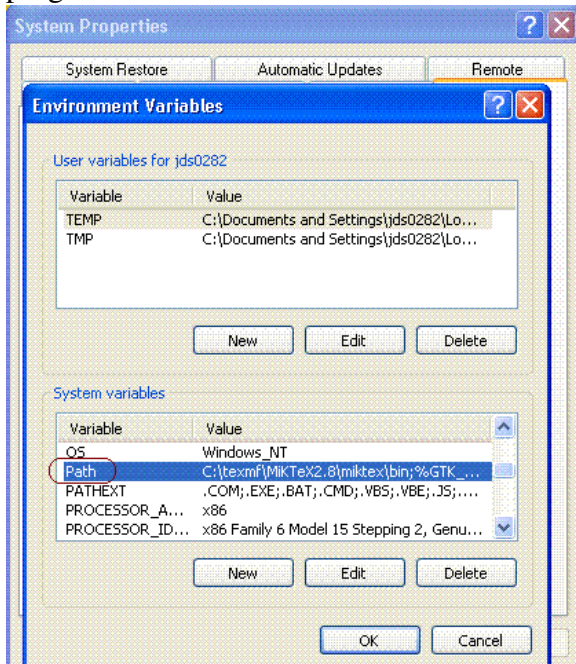 System Properties
System Restore Automatic Updates Remote
Environment Variables
User variables for jds0282
Variable Value
TEMP C:\Documents and Settings\jds0282\Lo...
TMP C:\Documents and Settings\jds0282\Lo...
New Edit Delete
System variables
Variable Value
OS Windows_NT
Path C:\texmf\MiKTeX2.8\miktex\bin;%GTK_...
PATHEXT .COM;.EXE;.BAT;.CMD;.VBS;.VBE;.JS;....
PROCESSOR_A... x86
PROCESSOR_ID... x86 Family 6 Model 15 Stepping 2, Genu...
New Edit Delete
OK Cancel